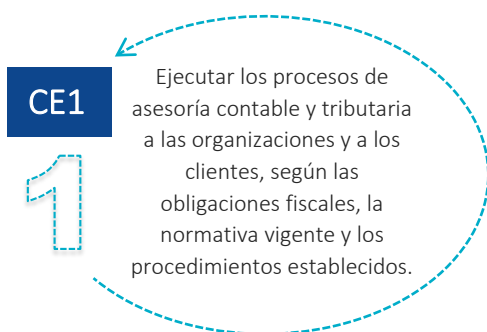 CE1
1
Ejecutar los procesos de
asesoría contable y tributaria
a las organizaciones y a los
clientes, según las
obligaciones fiscales, la
normativa vigente y los
procedimientos establecidos.